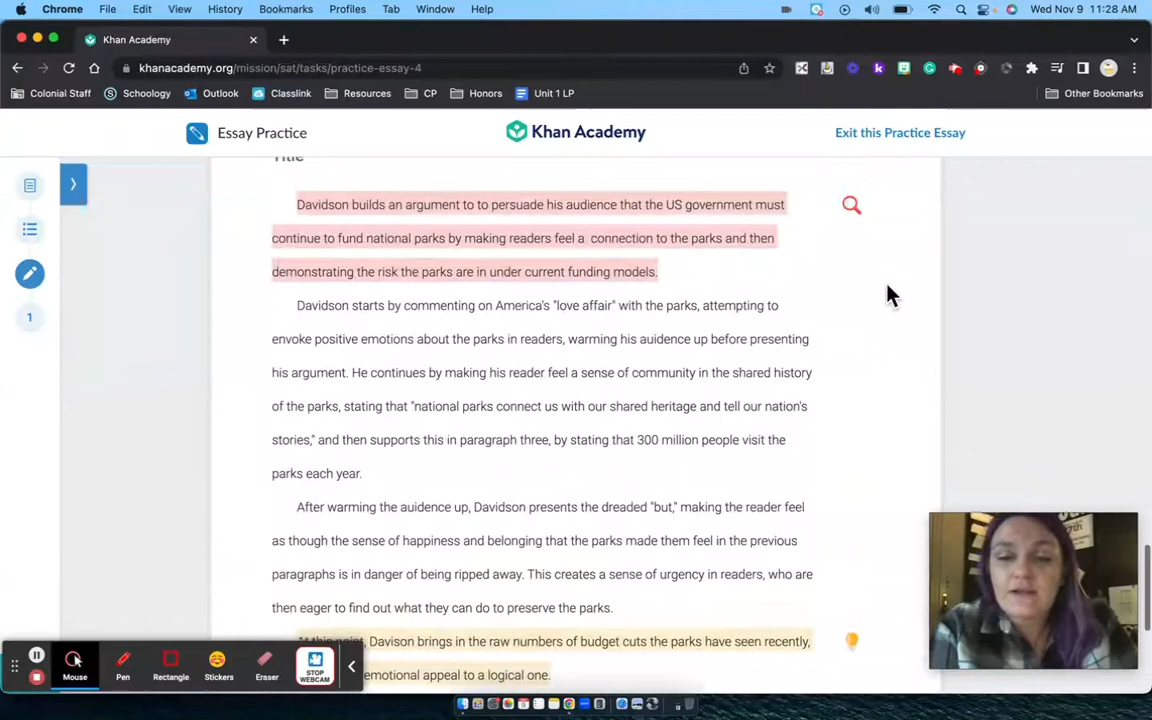 Chrome File Edit View History Bookmarks Profiles Tab Window Help Wed Nov 9 11:28 AM
Khan Academy
khanacademy.org/mission/sat/tasks/practice-essay-4
Colonial Staff Schoology Outlook Classlink Resources CP Honors Unit 1 LP Other Bookmarks
Essay Practice Khan Academy Exit this Practice Essay
Title
Davidson builds an argument to to persuade his audience that the US government must
continue to fund national parks by making readers feel a connection to the parks and then
demonstrating the risk the parks are in under current funding models.
Davidson starts by commenting on America's "love affair" with the parks, attempting to
1
envoke positive emotions about the parks in readers, warming his auidence up before presenting
his argument. He continues by making his reader feel a sense of community in the shared history
of the parks, stating that "national parks connect us with our shared heritage and tell our nation's
stories," and then supports this in paragraph three, by stating that 300 million people visit the
parks each year.
After warming the auidence up, Davidson presents the dreaded "but," making the reader feel
as though the sense of happiness and belonging that the parks made them feel in the previous
paragraphs is in danger of being ripped away. This creates a sense of urgency in readers, who are
then eager to find out what they can do to preserve the parks.
At this point, Davison brings in the raw numbers of budget cuts the parks have seen recently,
emotional appeal to a logical one.
Mouse Pen Rectangle Stickers Eraser STOP WEBCAM